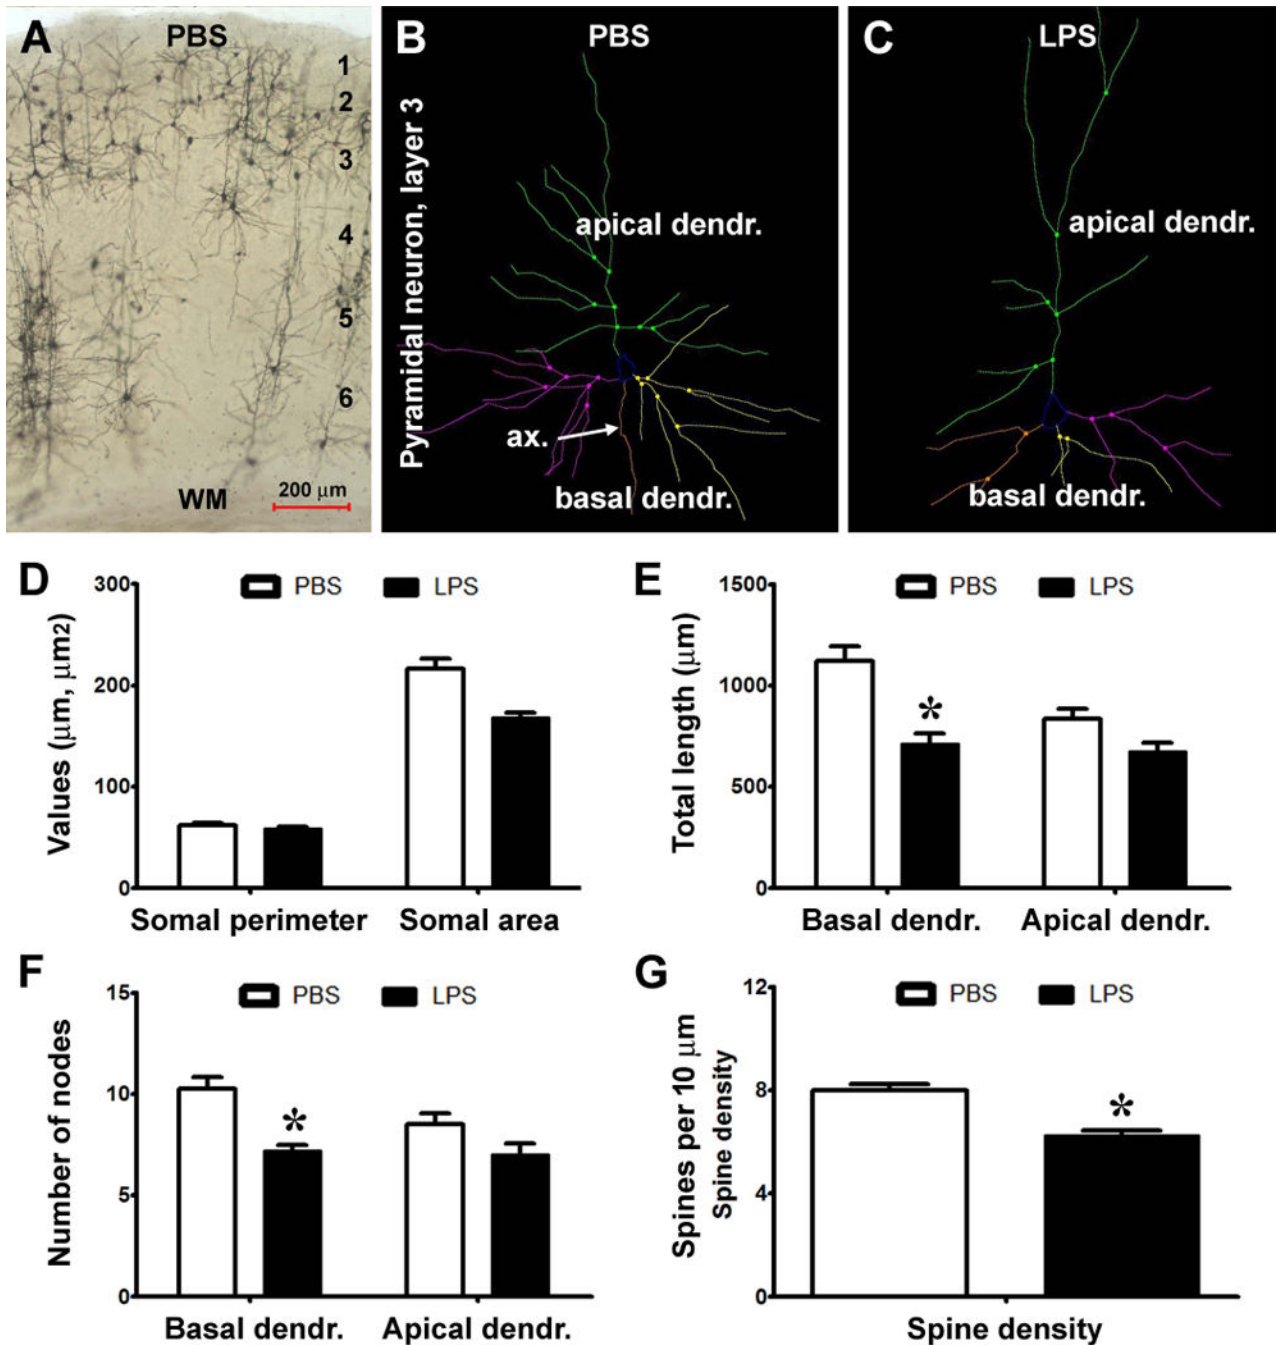 A
PBS
1
2
3
4
5
6
WM
200 μm
B
PBS
Pyramidal neuron, layer 3
apical dendr.
ax.
basal dendr.
C
LPS
apical dendr.
basal dendr.
D
PBS LPS
Values (μm, μm2)
300
200
100
0
Somal perimeter Somal area
E
PBS LPS
Total length (μm)
1500
1000
500
0
*
Basal dendr. Apical dendr.
F
PBS LPS
Number of nodes
15
10
5
0
*
Basal dendr. Apical dendr.
G
PBS LPS
Spines per 10 μm
Spine density
12
8
4
0
*
Spine density